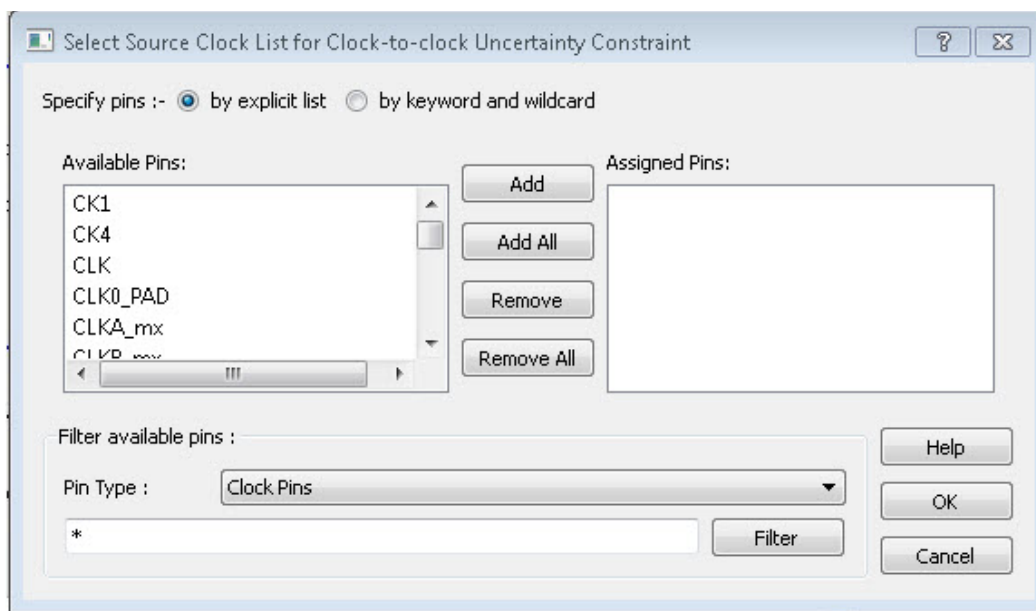 Select Source Clock List for Clock-to-clock Uncertainty Constraint
Specify pins :- by explicit list by keyword and wildcard
Available Pins:
CK1
CK4
CLK
CLK0_PAD
CLKA_mx
Add
Add All
Remove
Remove All
Assigned Pins:
Filter available pins :
Pin Type : Clock Pins
*
Filter
Help
OK
Cancel